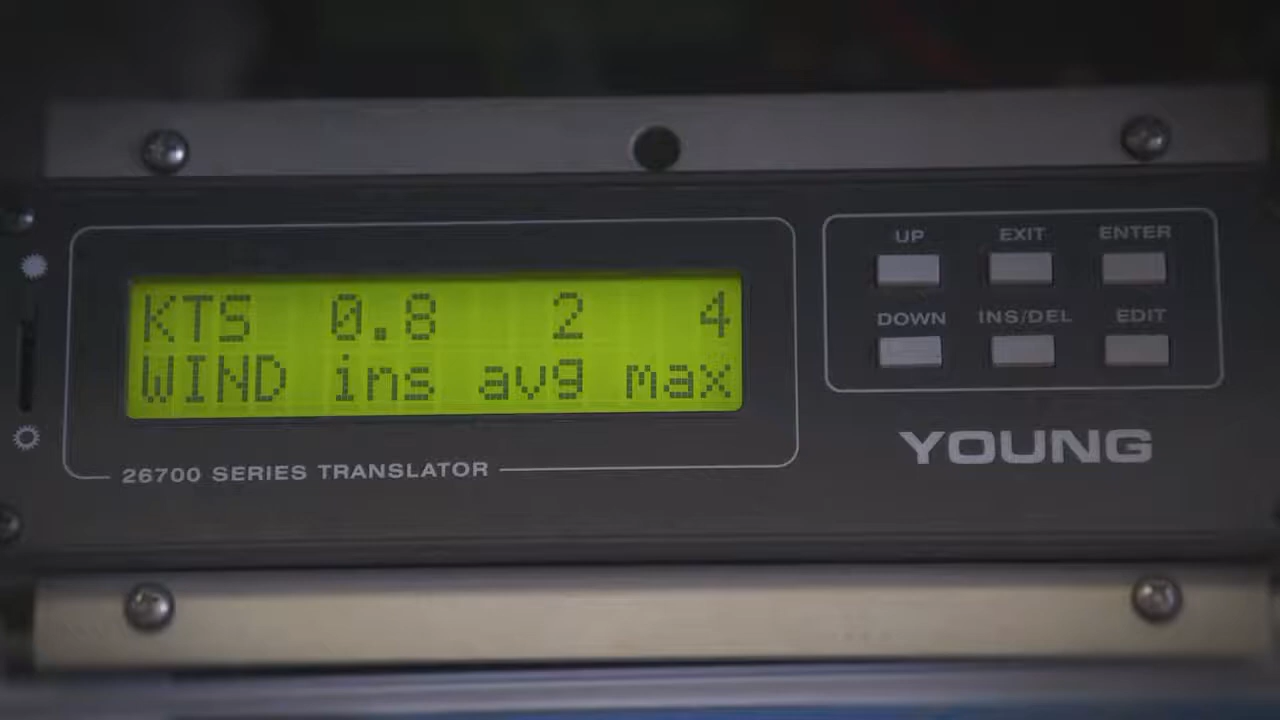 KTS 0.8 2 4
WIND ins avg max
26700 SERIES TRANSLATOR
UP EXIT ENTER
DOWN INS/DEL EDIT
YOUNG